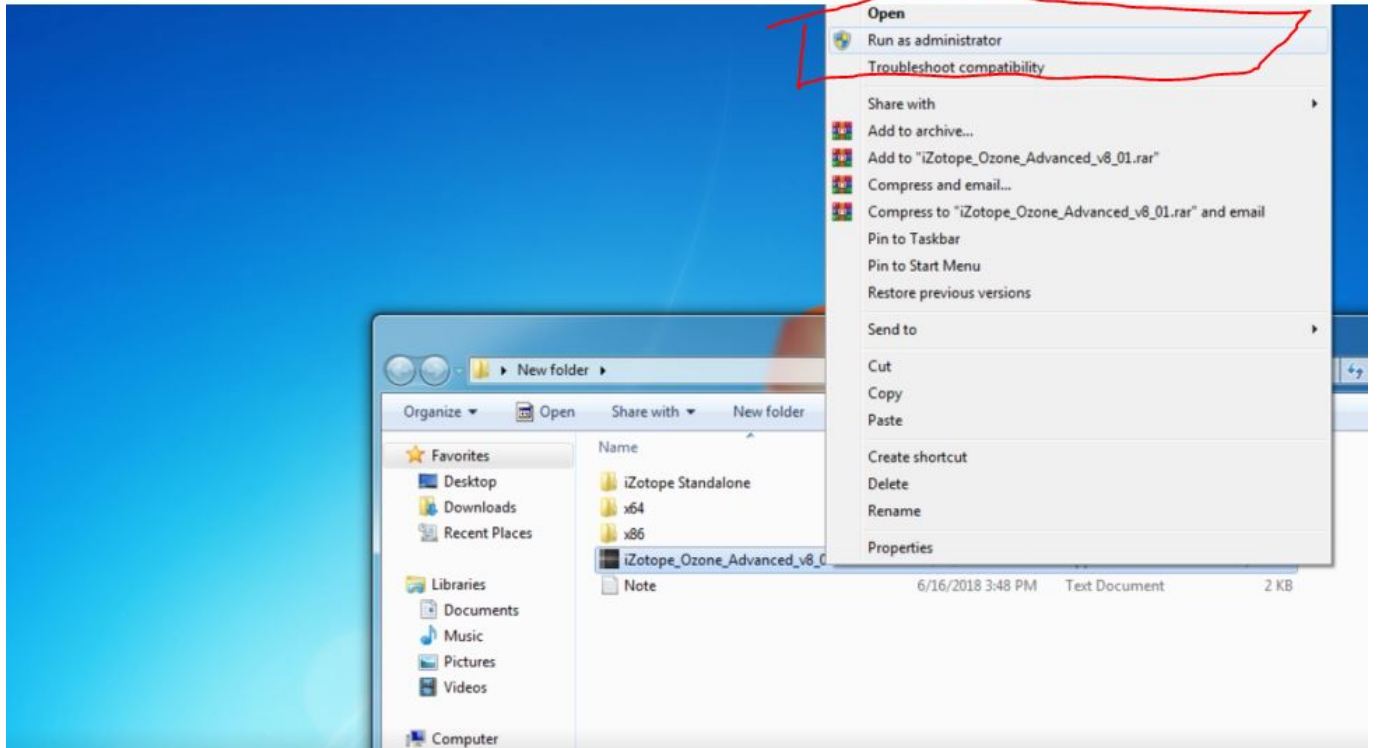 Open
Run as administrator
Troubleshoot compatibility
Share with
Add to archive...
Add to "iZotope_Ozone_Advanced_v8_01.rar"
Compress and email...
Compress to "iZotope_Ozone_Advanced_v8_01.rar" and email
Pin to Taskbar
Pin to Start Menu
Restore previous versions
Send to
Cut
Copy
Paste
Create shortcut
Delete
Rename
Properties
New folder
Organize Open Share with New folder
Favorites
Desktop
Downloads
Recent Places
Libraries
Documents
Music
Pictures
Videos
Computer
Name
iZotope Standalone
x64
x86
iZotope_Ozone_Advanced_v8_0
Note 6/16/2018 3:48 PM Text Document 2 KB